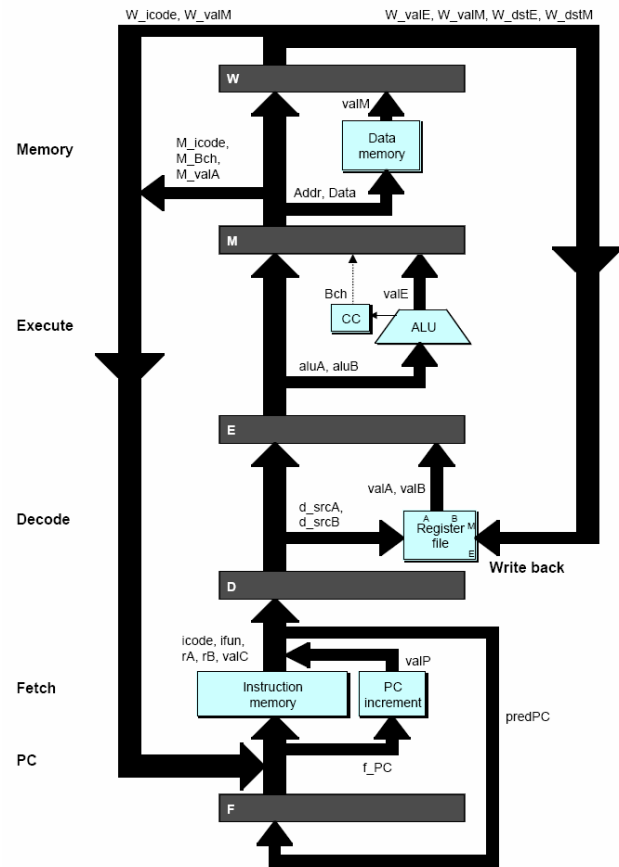 W_icode, W_valM
W_valE, W_valM, W_dstE, W_dstM
W
valM
Memory
M_icode,
M_Bch,
M_valA
Data
memory
Addr, Data
M
Bch
valE
Execute
CC
ALU
aluA, aluB
E
valA, valB
d_srcA,
d_srcB
Decode
A B
Register
M
file
E
Write back
D
icode, ifun,
rA, rB, valC
valP
Fetch
Instruction
memory
PC
increment
predPC
PC
f_PC
F